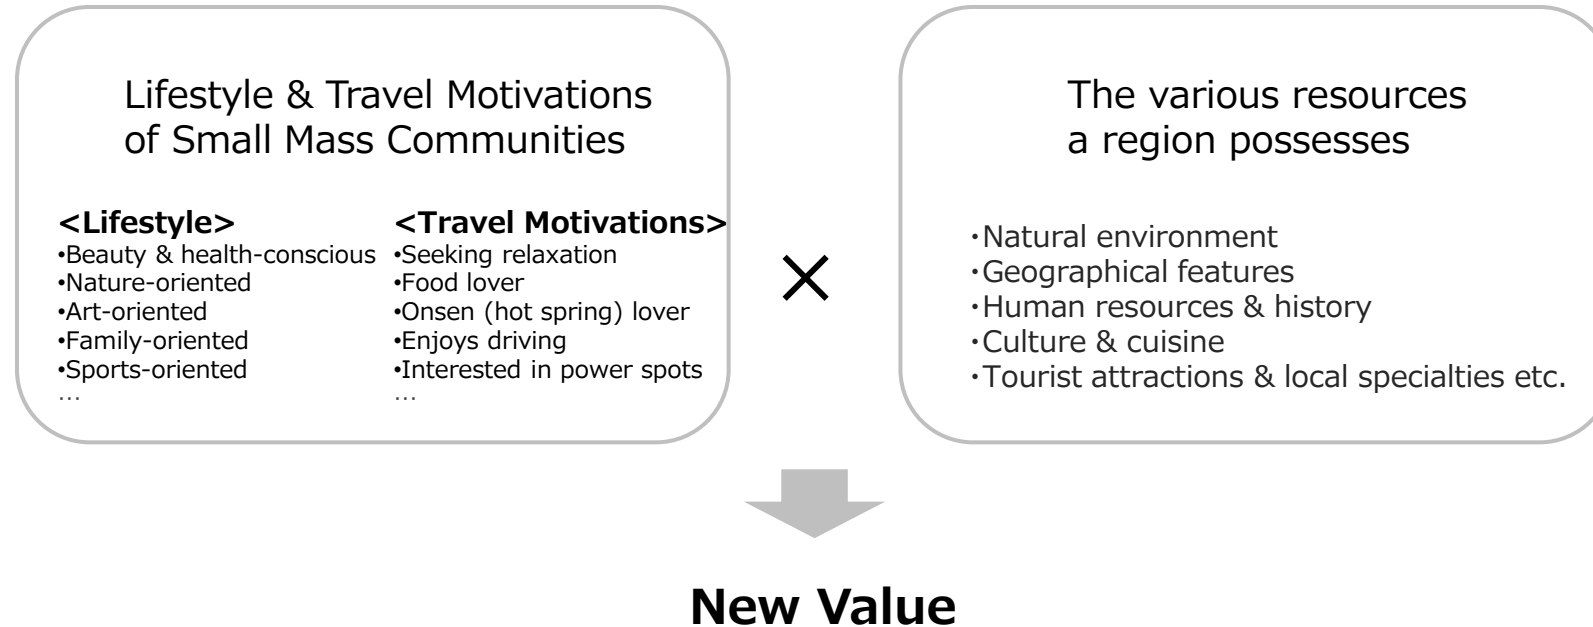 Lifestyle & Travel Motivations
of Small Mass Communities
<Lifestyle>
•Beauty & health-conscious
•Nature-oriented
•Art-oriented
•Family-oriented
•Sports-oriented
…
<Travel Motivations>
•Seeking relaxation
•Food lover
•Onsen (hot spring) lover
•Enjoys driving
•Interested in power spots
…
×
The various resources
a region possesses
・Natural environment
・Geographical features
・Human resources & history
・Culture & cuisine
・Tourist attractions & local specialties etc.
New Value